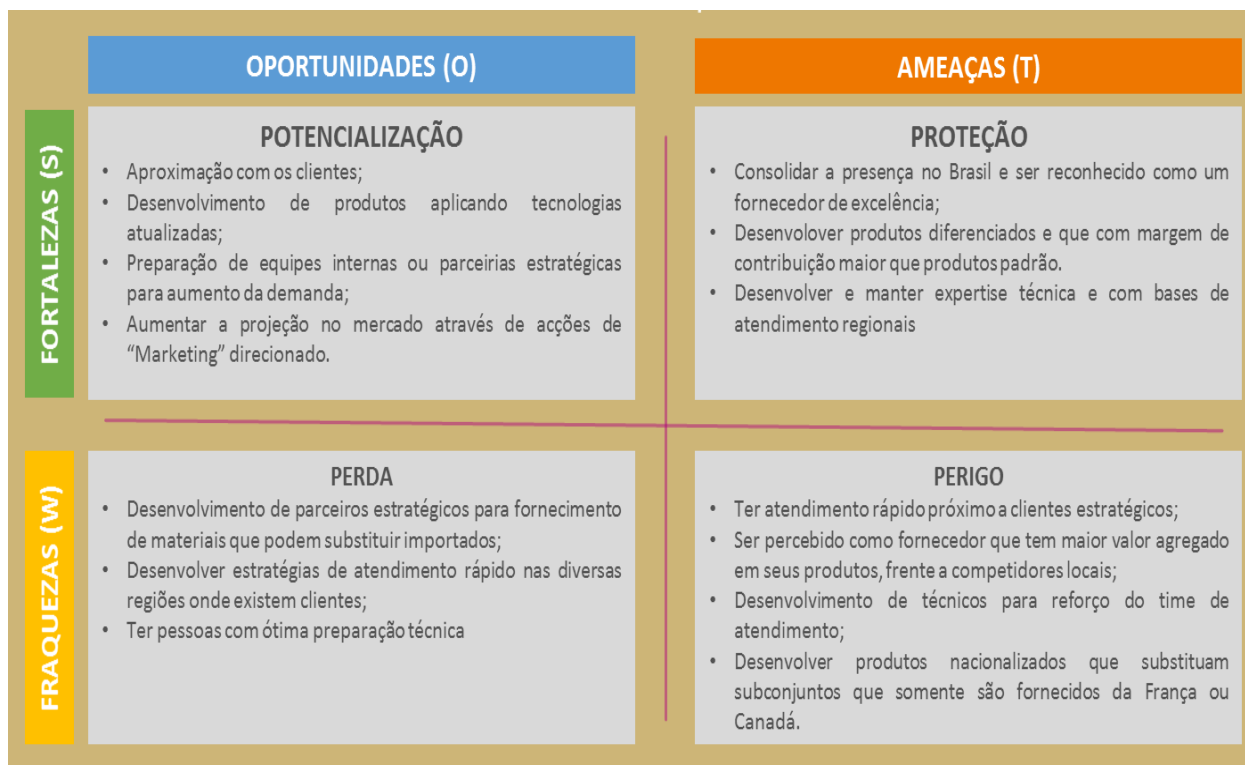 OPORTUNIDADES (O)
AMEAÇAS (T)
FORTALEZAS (S)
POTENCIALIZAÇÃO
• Aproximação com os clientes;
• Desenvolvimento de produtos aplicando tecnologias
atualizadas;
• Preparação de equipes internas ou parceirias estratégicas
para aumento da demanda;
• Aumentar a projeção no mercado através de acções de
“Marketing” direcionado.
PROTEÇÃO
• Consolidar a presença no Brasil e ser reconhecido como um
fornecedor de excelência;
• Desenvolover produtos diferenciados e que com margem de
contribuição maior que produtos padrão.
• Desenvolver e manter expertise técnica e com bases de
atendimento regionais
FRAQUEZAS (W)
PERDA
• Desenvolvimento de parceiros estratégicos para fornecimento
de materiais que podem substituir importados;
• Desenvolver estratégias de atendimento rápido nas diversas
regiões onde existem clientes;
• Ter pessoas com ótima preparação técnica
PERIGO
• Ter atendimento rápido próximo a clientes estratégicos;
• Ser percebido como fornecedor que tem maior valor agregado
em seus produtos, frente a competidores locais;
• Desenvolvimento de técnicos para reforço do time de
atendimento;
• Desenvolver produtos nacionalizados que substituam
subconjuntos que somente são fornecidos da França ou
Canadá.